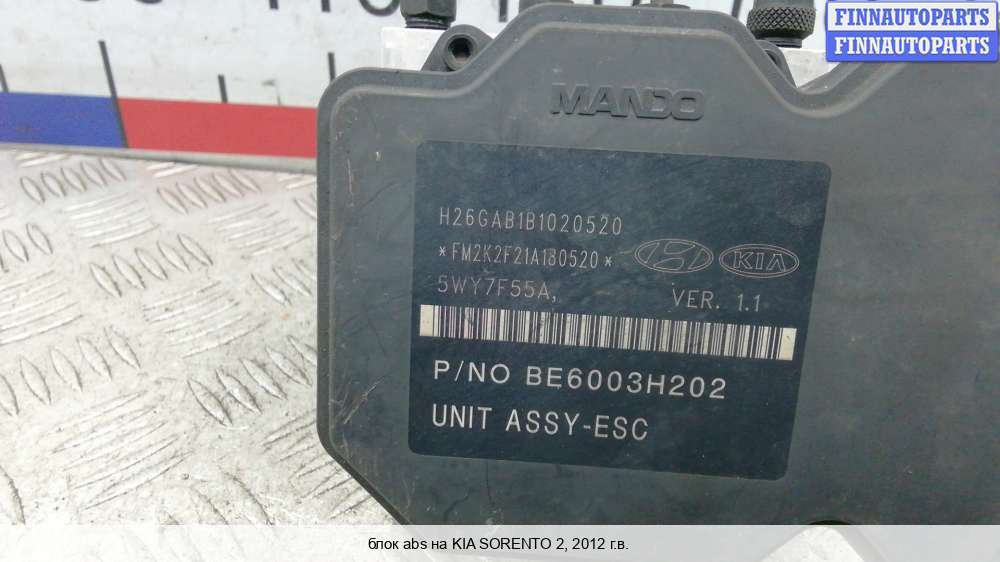 FINNAUTOPARTS
FINNAUTOPARTS
MANDO
H26GAB1B1020520
*FM2K2F21A180520*
KIA
5WY7F55A,
VER. 1.1
P/NO BE6003H202
UNIT ASSY-ESC
блок abs на KIA SORENTO 2, 2012 г.в.